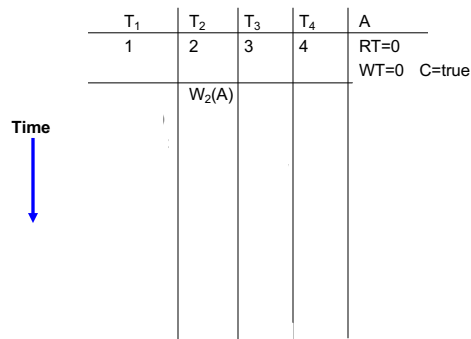 T₁ T₂ T₃ T₄ A
1 2 3 4 RT=0
WT=0 C=true
W₂(A)
Time